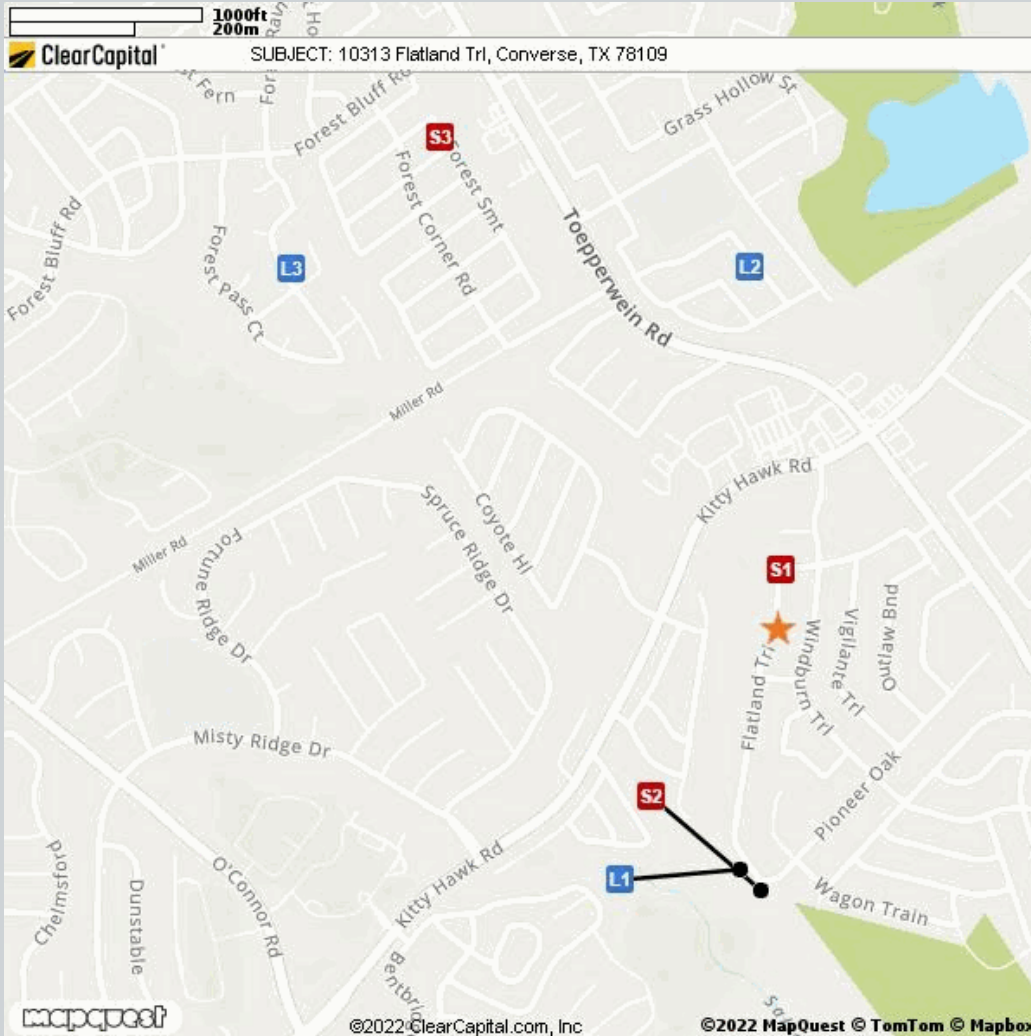 1000ft
200m
ClearCapital
SUBJECT: 10313 Flatland Trl, Converse, TX 78109
Fern
Forest Bluff Rd
Grass Hollow St
S3
Forest Smt
Forest Corner Rd
Toepperwein Rd
Forest Bluff Rd
Forest Pass Ct
L3
L2
Miller Rd
Kitty Hawk Rd
Spruce Ridge Dr
Coyote Hl
Miller Rd
Fortune Ridge Dr
S1
Flatland Trl
Windburn Trl
Vigilante Trl
Outlaw Bnd
Misty Ridge Dr
S2
Pioneer Oak
L1
Kitty Hawk Rd
O'Connor Rd
Chelmsfor
Dunstable
Wagon Train
Bentbri
mapquest
©2022 ClearCapital.com, Inc
©2022 MapQuest © TomTom © Mapbox